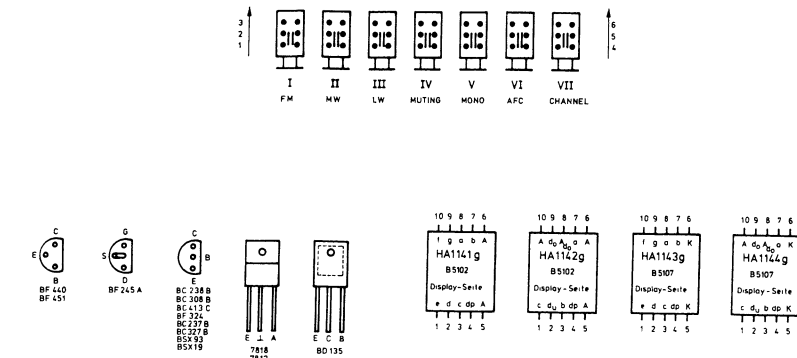 3
2
1
6
5
4
I II III IV V VI VII
FM MW LW MUTING MONO AFC CHANNEL
C
E
B
BF 440
BF 451
G
S
D
BF 245 A
C
B
E
BC 238 B
BC 308 B
BC 413 C
BF 324
BC 237 B
BC 327 B
BSX 93
BSX 19
E ⊥ A
7818
7812
E C B
BD 135
10 9 8 7 6
f g a b A
HA1141g
B5102
Display-Seite
e d c dp A
1 2 3 4 5
10 9 8 7 6
A do A do a A
HA1142g
B5102
Display-Seite
c du b dp A
1 2 3 4 5
10 9 8 7 6
f g a b K
HA1143g
B5107
Display-Seite
e d c dp K
1 2 3 4 5
10 9 8 7 6
A do A do a K
HA1144g
B5107
Display-Seite
c du b dp K
1 2 3 4 5